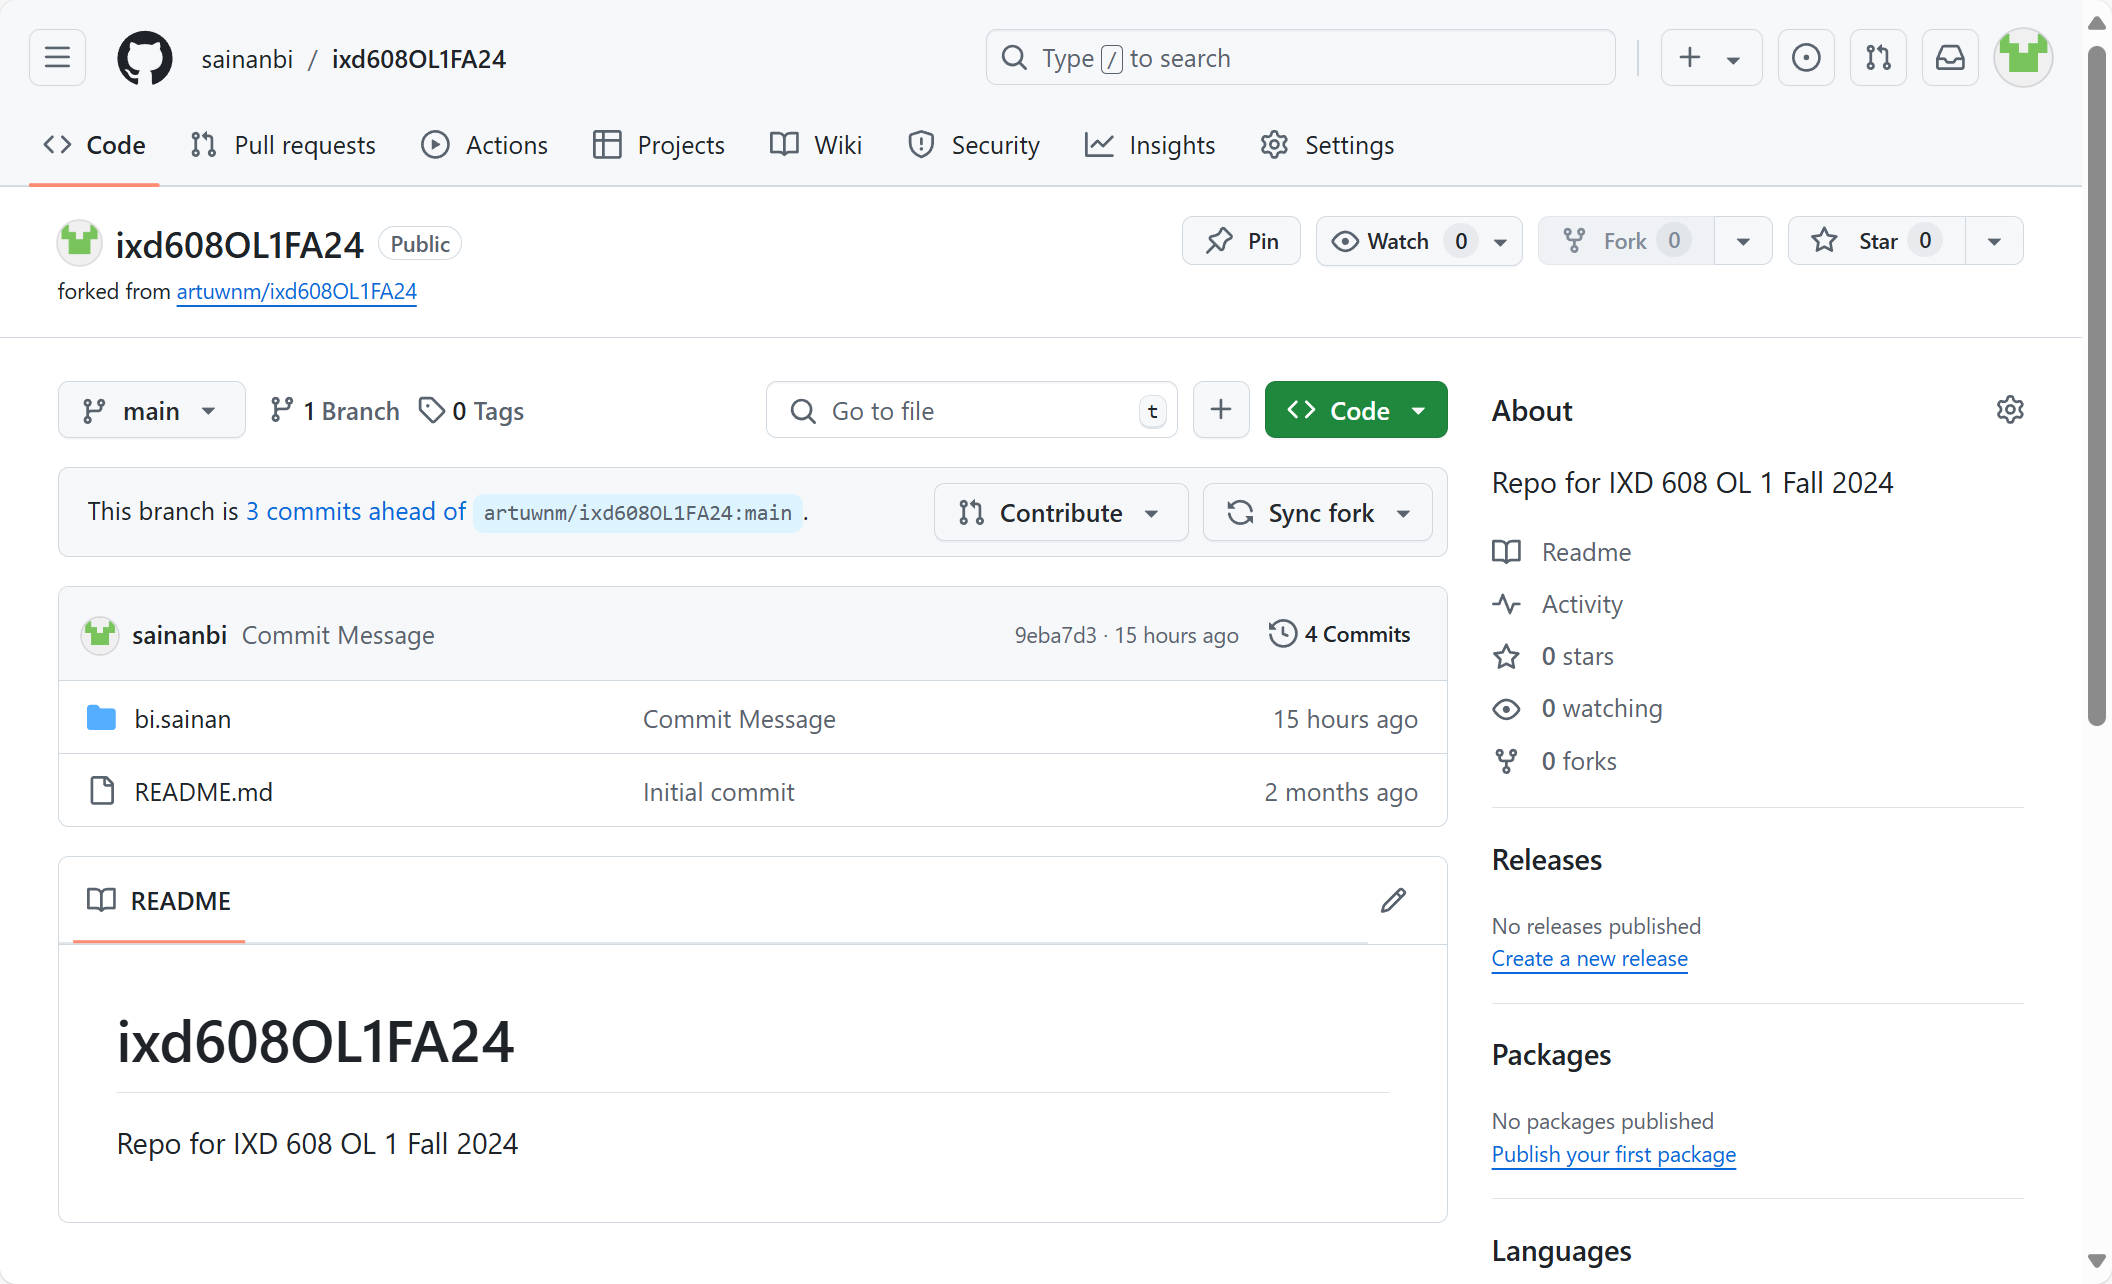 sainanbi / ixd608OL1FA24
Type / to search
Code
Pull requests
Actions
Projects
Wiki
Security
Insights
Settings
ixd608OL1FA24 Public
Pin
Watch 0
Fork 0
Star 0
forked from artuwnm/ixd608OL1FA24
main
1 Branch
0 Tags
Go to file t
Code
This branch is 3 commits ahead of artuwnm/ixd608OL1FA24:main.
Contribute
Sync fork
sainanbi Commit Message 9eba7d3 · 15 hours ago 4 Commits
bi.sainan Commit Message 15 hours ago
README.md Initial commit 2 months ago
README
ixd608OL1FA24
Repo for IXD 608 OL 1 Fall 2024
About
Repo for IXD 608 OL 1 Fall 2024
Readme
Activity
0 stars
0 watching
0 forks
Releases
No releases published
Create a new release
Packages
No packages published
Publish your first package
Languages